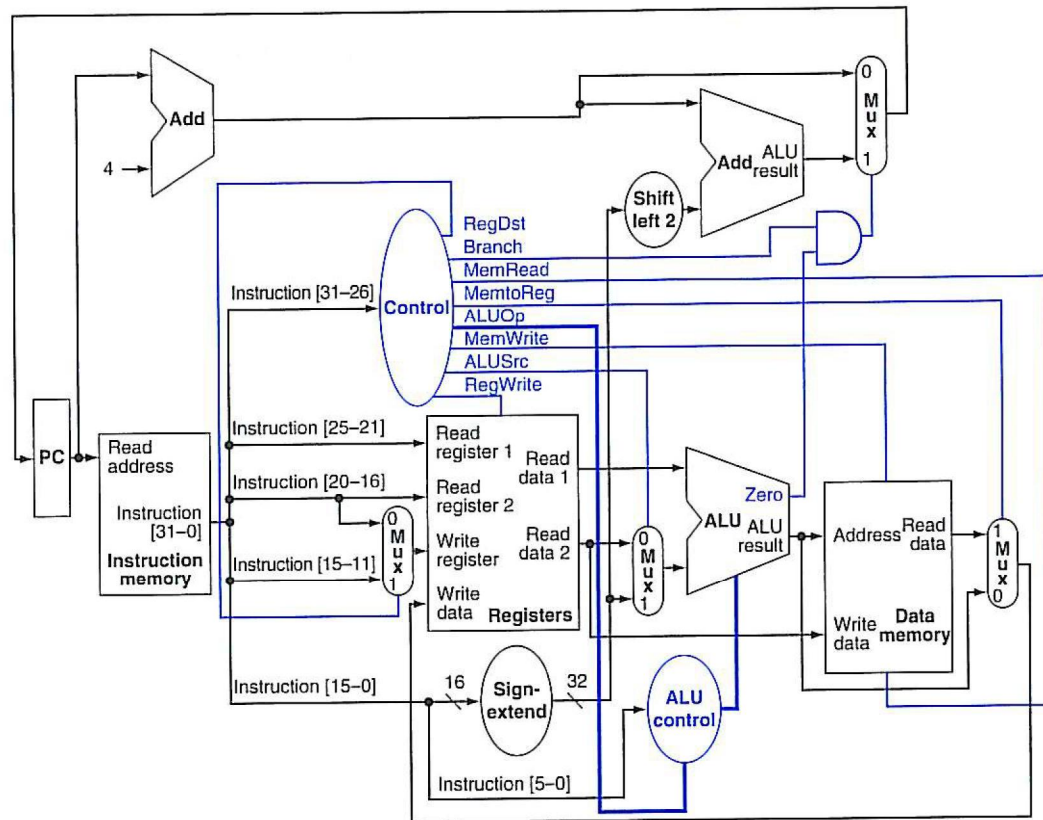 Add
4
Add
ALU
result
0
Mux
1
Shift
left 2
RegDst
Branch
MemRead
MemtoReg
ALUOp
MemWrite
ALUSrc
RegWrite
Control
Instruction [31–26]
PC
Read
address
Instruction
[31–0]
Instruction
memory
Instruction [25–21]
Instruction [20–16]
Instruction [15–11]
0
Mux
1
Read
register 1
Read
register 2
Write
register
Write
data
Read
data 1
Read
data 2
Registers
0
Mux
1
Zero
ALU
ALU
result
Address
Read
data
Write
data
Data
memory
1
Mux
0
Instruction [15–0]
16
Sign-
extend
32
ALU
control
Instruction [5–0]